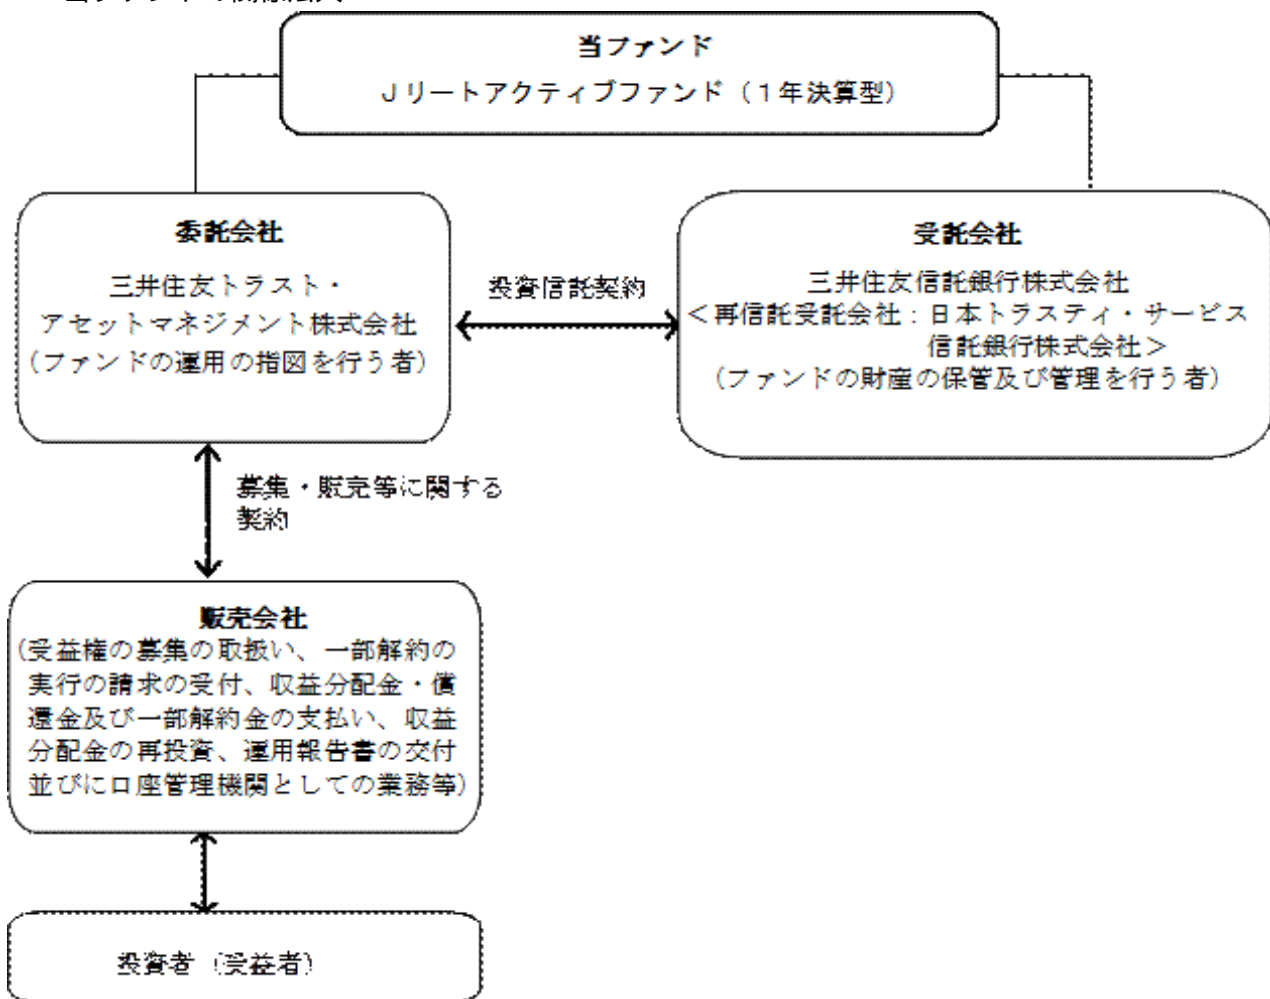 当ファンド
Jリートアクティブファンド（1年決算型）
委託会社
三井住友トラスト・
アセットマネジメント株式会社
（ファンドの運用の指図を行う者）
投資信託契約
受託会社
三井住友信託銀行株式会社
＜再信託受託会社：日本トラスティ・サービス
信託銀行株式会社＞
（ファンドの財産の保管及び管理を行う者）
募集・販売等に関する
契約
販売会社
（受益権の募集の取扱い、一部解約の
実行の請求の受付、収益分配金・償
還金及び一部解約金の支払い、収益
分配金の再投資、運用報告書の交付
並びに口座管理機関としての業務等）
投資者（受益者）